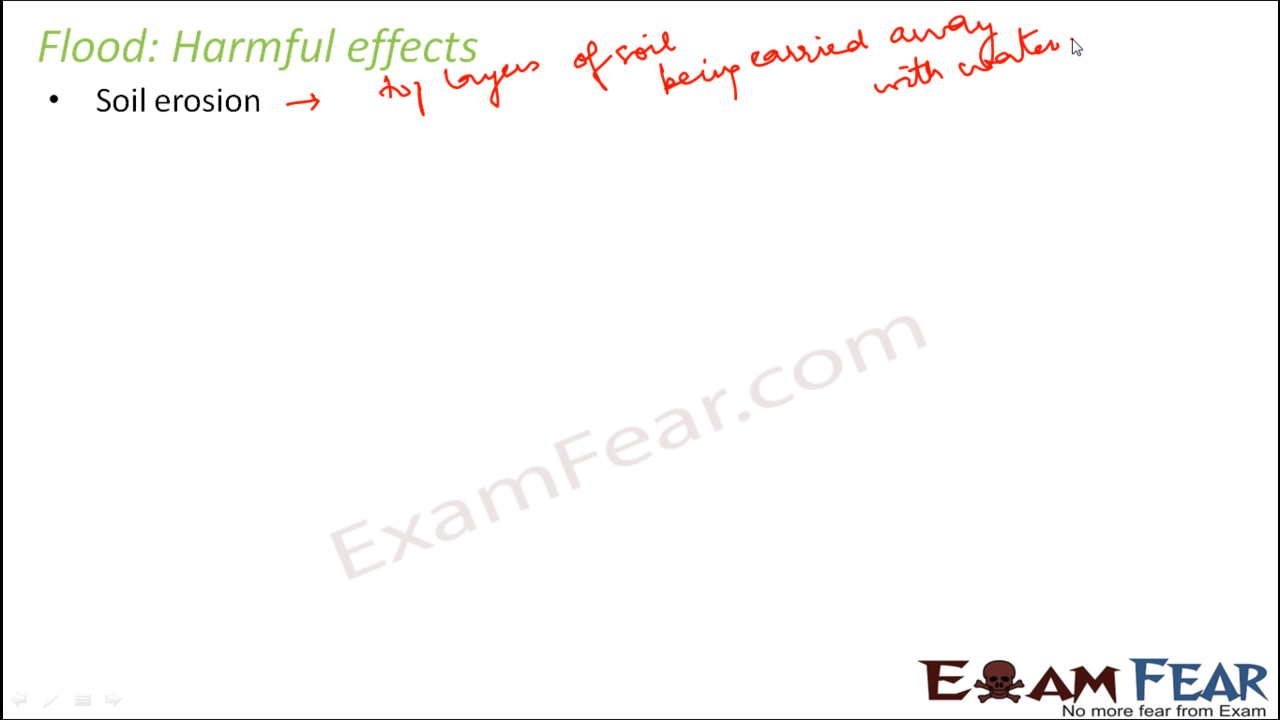 Flood: Harmful effects
• Soil erosion → top layers of soil being carried away with water
ExamFear.com
EXAM FEAR
No more fear from Exam